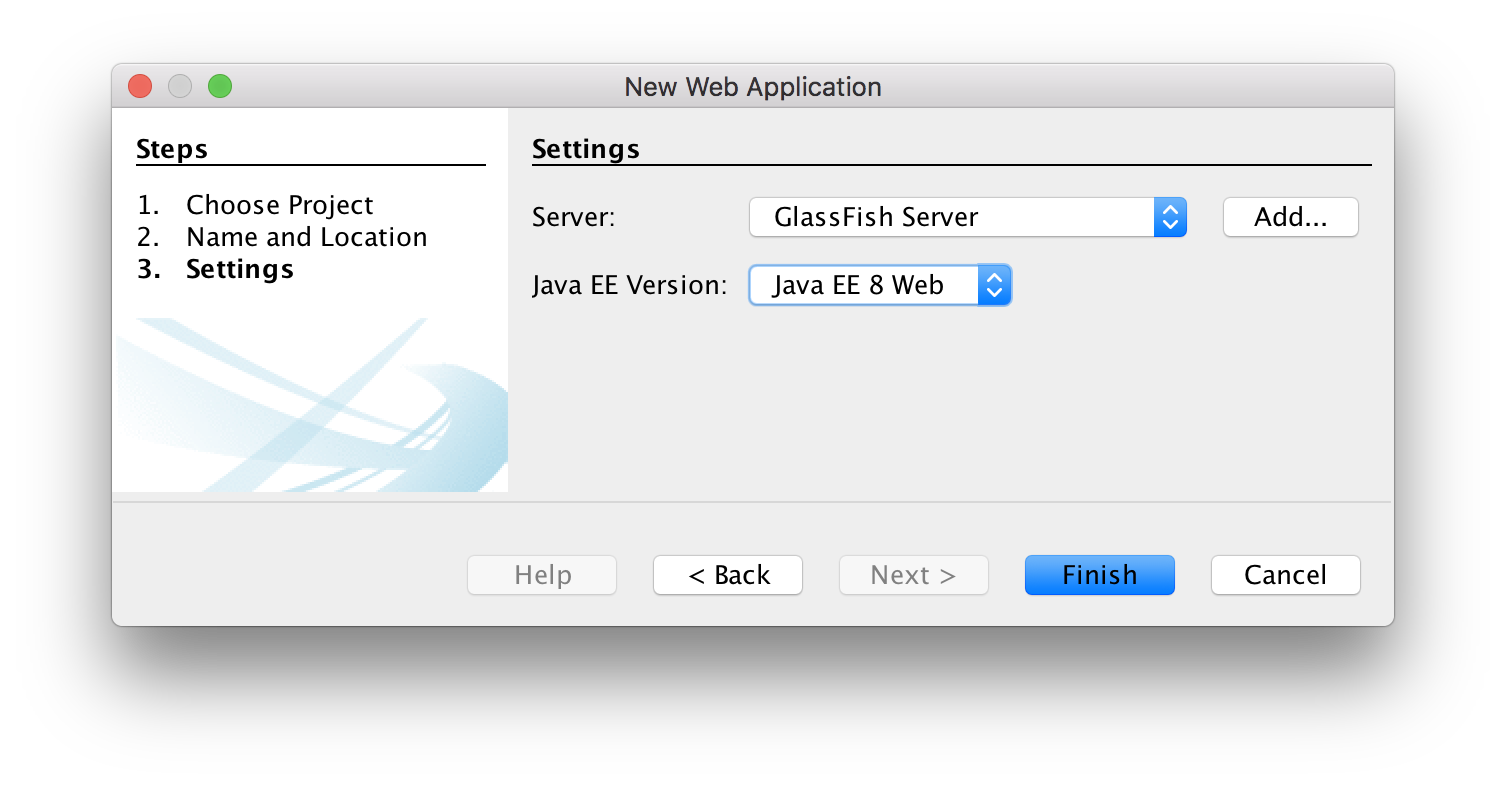 New Web Application
Steps
1. Choose Project
2. Name and Location
3. Settings
Settings
Server: GlassFish Server Add...
Java EE Version: Java EE 8 Web
Help < Back Next > Finish Cancel